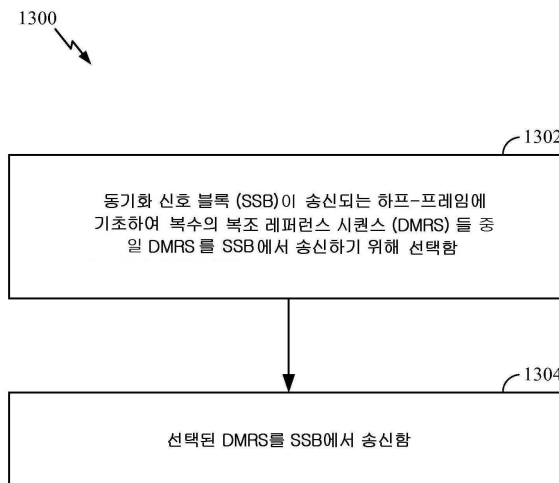 1300
1302
동기화 신호 블록 (SSB)이 송신되는 하프-프레임에
기초하여 복수의 복조 레퍼런스 시퀀스 (DMRS) 들 중
일 DMRS 를 SSB에서 송신하기 위해 선택함
1304
선택된 DMRS를 SSB에서 송신함